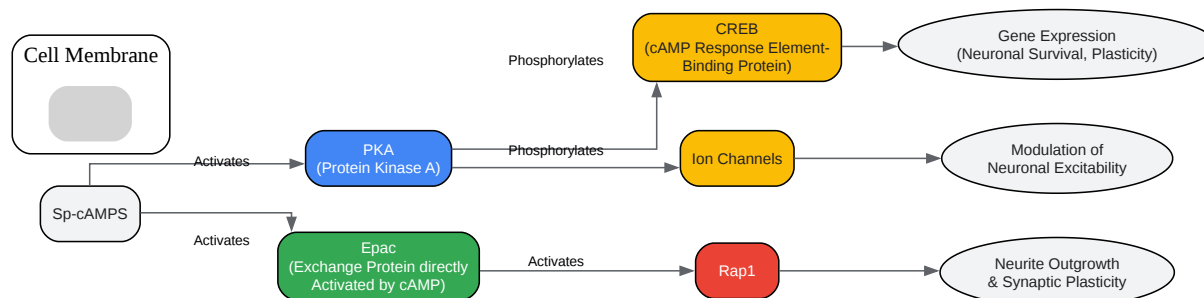 Cell Membrane
Sp-cAMPS
Activates
PKA
(Protein Kinase A)
Phosphorylates
CREB
(cAMP Response Element-
Binding Protein)
Gene Expression
(Neuronal Survival, Plasticity)
Phosphorylates
Ion Channels
Modulation of
Neuronal Excitability
Activates
Epac
(Exchange Protein directly
Activated by cAMP)
Activates
Rap1
Neurite Outgrowth
& Synaptic Plasticity